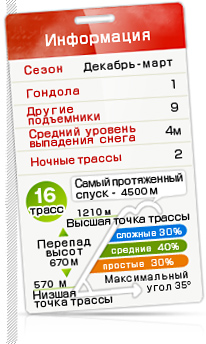 Информация
Сезон Декабрь-март
Гондола 1
Другие
подъемники 9
Средний уровень
выпадения снега 4м
Ночные трассы 2
16
трасс
Самый протяженный
спуск - 4500 м
1210 м
Высшая точка трассы
Перепад
высот
670 м
сложные 30%
средние 40%
простые 30%
570 м
Низшая
точка трассы
Максимальный
угол 35°